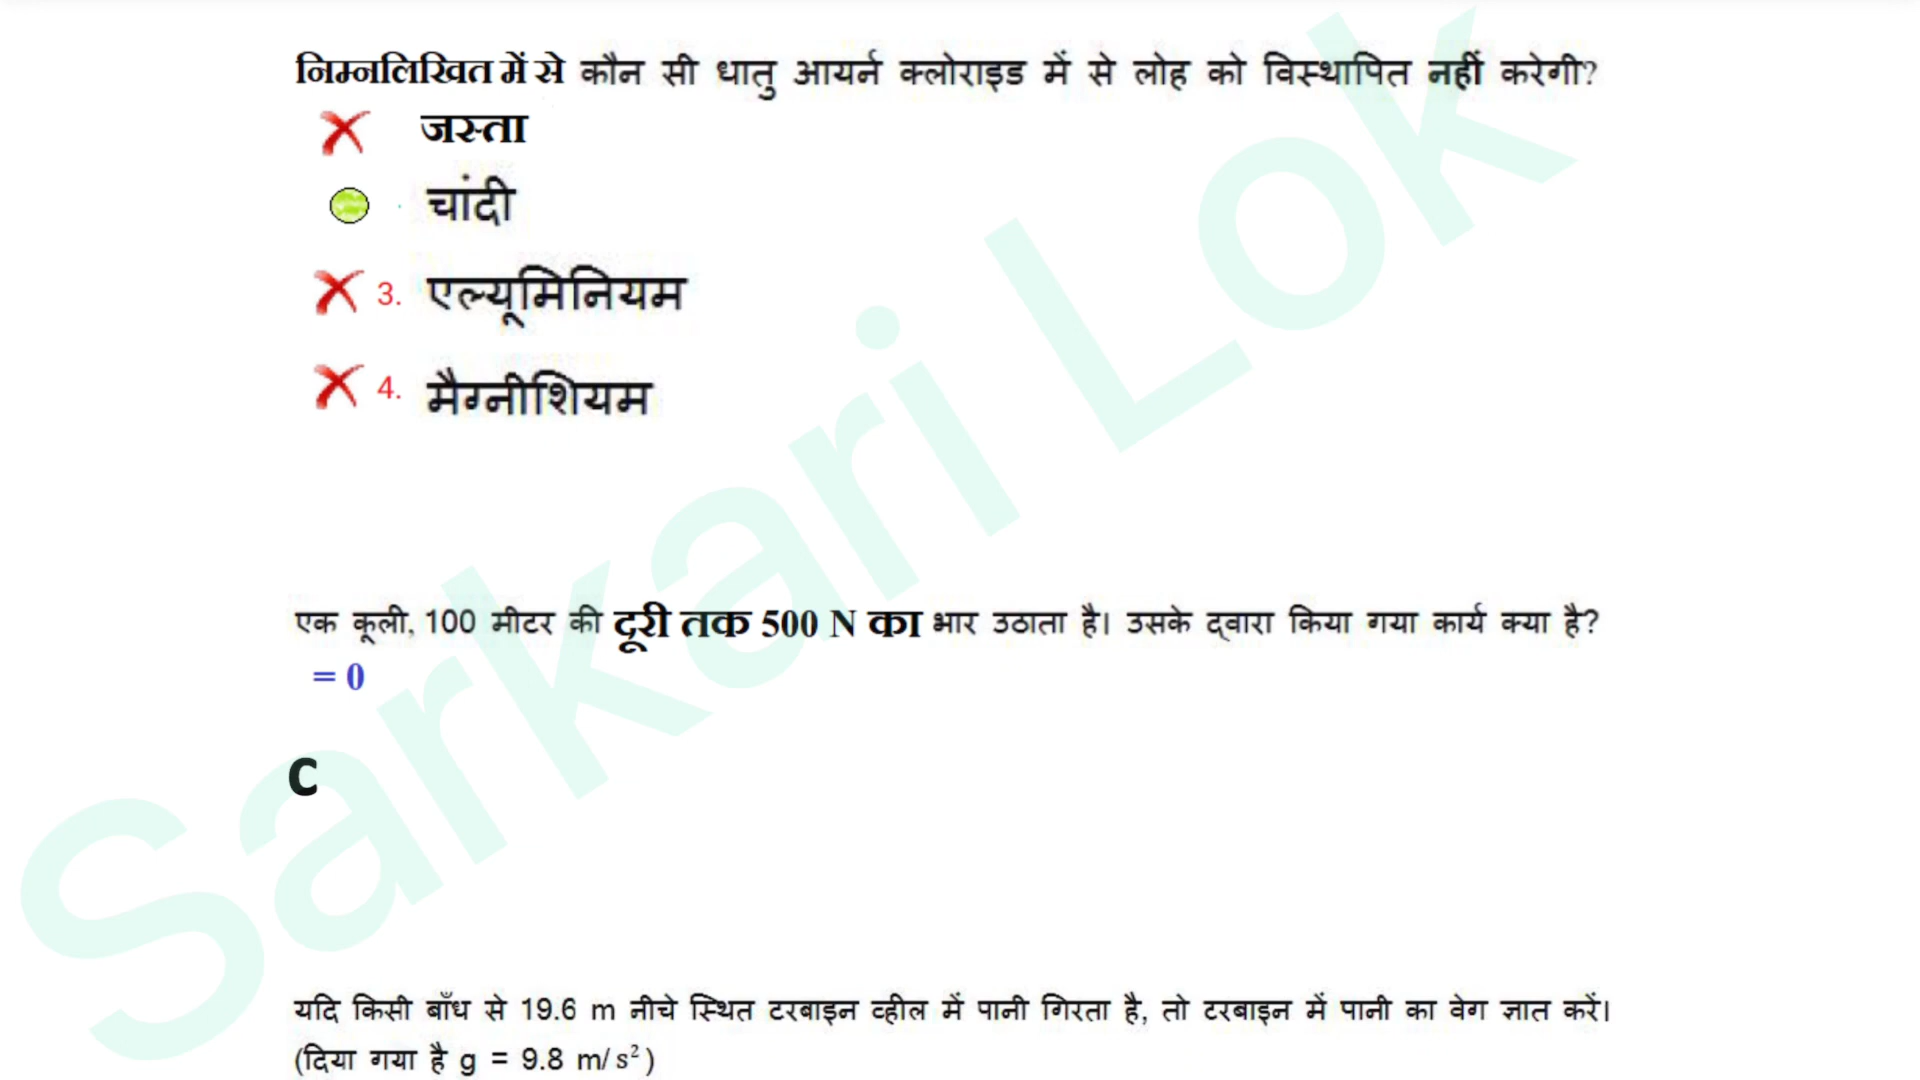 निम्नलिखित में से कौन सी धातु आयर्न क्लोराइड में से लोह को विस्थापित नहीं करेगी?
जस्ता
चांदी
3. एल्यूमिनियम
4. मैग्नीशियम
एक कूली, 100 मीटर की दूरी तक 500 N का भार उठाता है। उसके द्वारा किया गया कार्य क्या है?
= 0
C
यदि किसी बाँध से 19.6 m नीचे स्थित टरबाइन व्हील में पानी गिरता है, तो टरबाइन में पानी का वेग ज्ञात करें।
(दिया गया है g = 9.8 m/s²)
Sarkari Lok